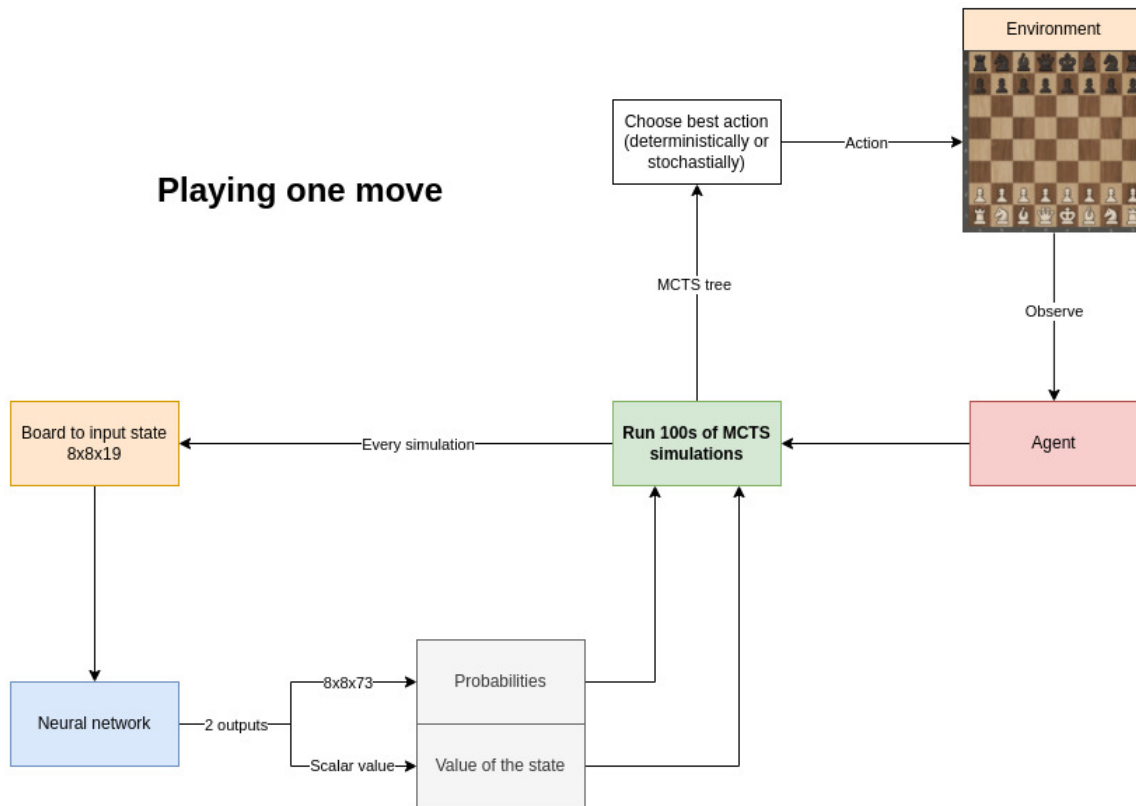 Environment
Choose best action
(deterministically or
stochastially)
Action
Playing one move
MCTS tree
Observe
Board to input state
8x8x19
Every simulation
Run 100s of MCTS
simulations
Agent
Neural network
2 outputs
8x8x73
Probabilities
Scalar value
Value of the state